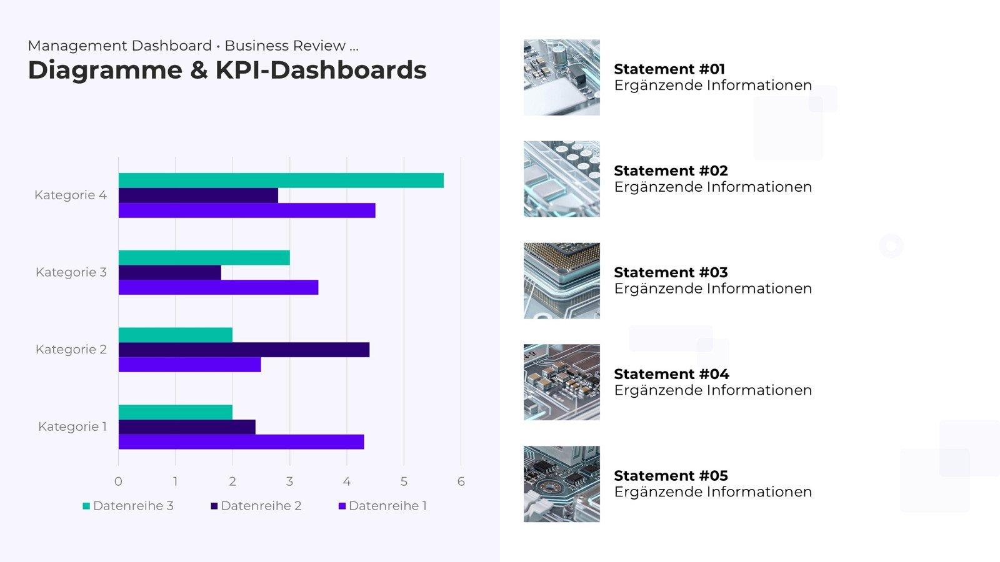 Management Dashboard • Business Review ...
Diagramme & KPI-Dashboards
Kategorie 4
Kategorie 3
Kategorie 2
Kategorie 1
0 1 2 3 4 5 6
Datenreihe 3 Datenreihe 2 Datenreihe 1
Statement #01
Ergänzende Informationen
Statement #02
Ergänzende Informationen
Statement #03
Ergänzende Informationen
Statement #04
Ergänzende Informationen
Statement #05
Ergänzende Informationen